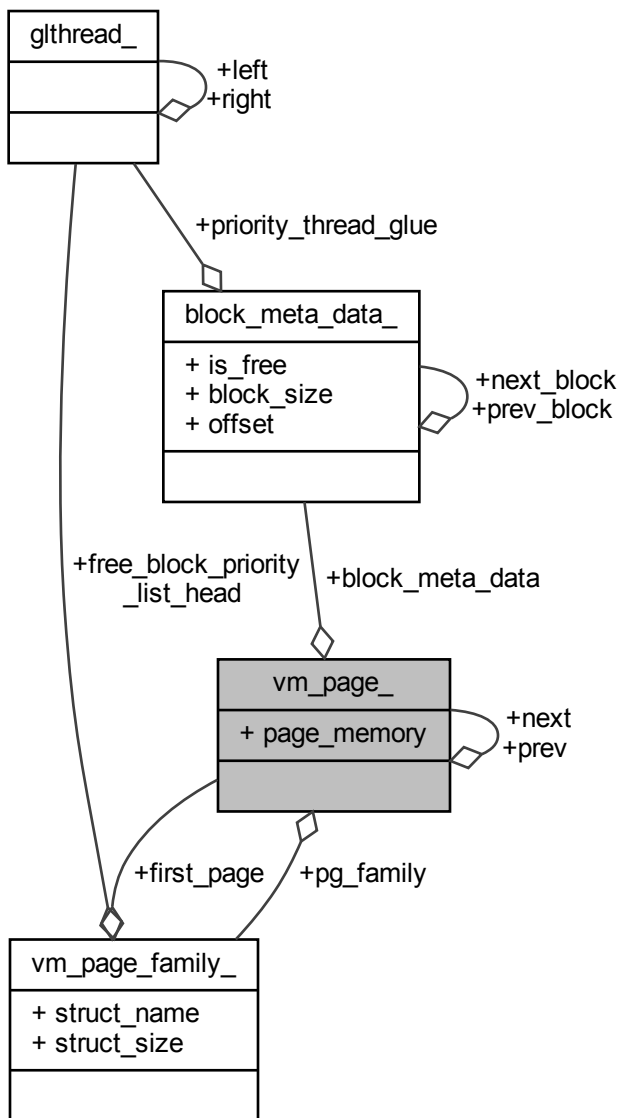 glthread_
+left
+right
+priority_thread_glue
block_meta_data_
+ is_free
+ block_size
+ offset
+next_block
+prev_block
+free_block_priority
_list_head
+block_meta_data
vm_page_
+ page_memory
+next
+prev
+first_page
+pg_family
vm_page_family_
+ struct_name
+ struct_size